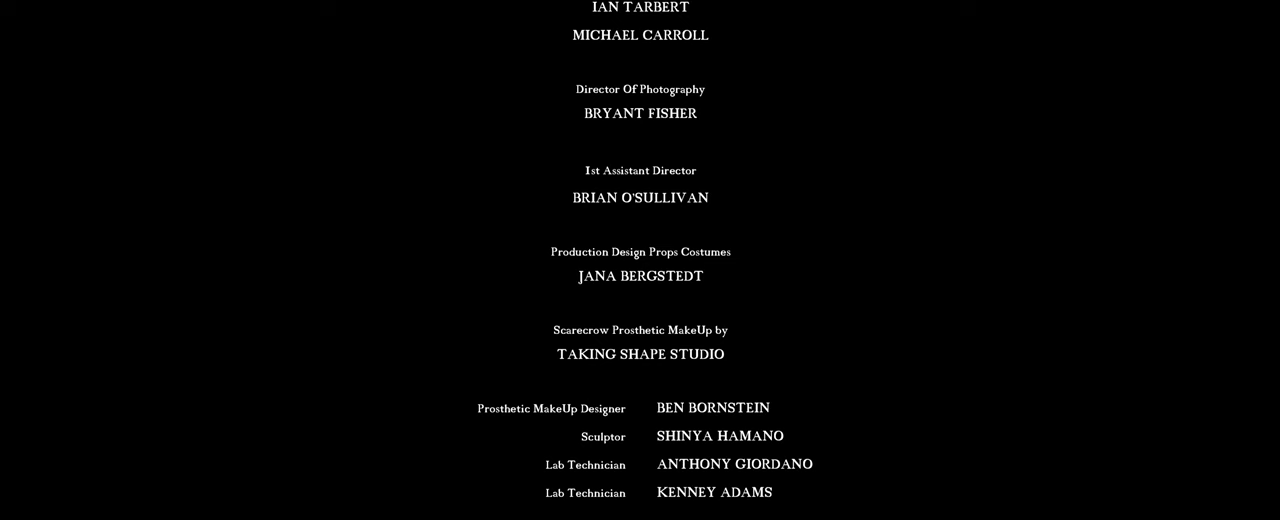 IAN TARBERT
MICHAEL CARROLL
Director Of Photography
BRYANT FISHER
1st Assistant Director
BRIAN O'SULLIVAN
Production Design Props Costumes
JANA BERGSTEDT
Scarecrow Prosthetic MakeUp by
TAKING SHAPE STUDIO
Prosthetic MakeUp Designer BEN BORNSTEIN
Sculptor SHINYA HAMANO
Lab Technician ANTHONY GIORDANO
Lab Technician KENNEY ADAMS